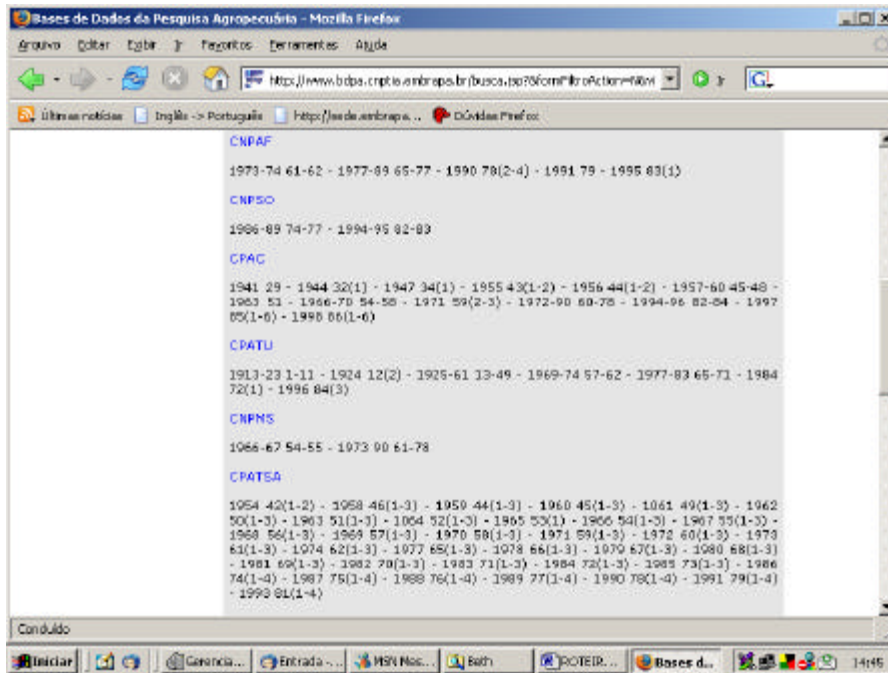 Bases de Dados da Pesquisa Agropecuária - Mozilla Firefox
Arquivo Editar Exibir Ir Favoritos Ferramentas Ajuda
G
Últimas notícias Inglês -> Português Dúvidas Firefox
CNPAF
1973-74 61-62 - 1977-89 65-77 - 1990 78(2-4) - 1991 79 - 1995 83(1)
CNPSO
1986-89 74-77 - 1994-95 82-83
CPAC
1941 29 - 1944 32(1) - 1947 34(1) - 1955 43(1-2) - 1956 44(1-2) - 1957-60 45-48 -
1963 51 - 1966-70 54-58 - 1971 59(2-3) - 1972-90 60-78 - 1994-96 82-84 - 1997
85(1-6) - 1998 86(1-6)
CPATU
1913-23 1-11 - 1924 12(2) - 1925-61 13-49 - 1969-74 57-62 - 1977-83 65-71 - 1984
72(1) - 1996 84(3)
CNPMS
1966-67 54-55 - 1973 90 61-78
CPATSA
1954 42(1-2) - 1958 46(1-3) - 1959 44(1-3) - 1960 45(1-3) - 1061 49(1-3) - 1962
50(1-3) - 1963 51(1-3) - 1064 52(1-3) - 1965 53(1) - 1966 54(1-3) - 1967 55(1-3) -
1968 56(1-3) - 1969 57(1-3) - 1970 58(1-3) - 1971 59(1-3) - 1972 60(1-3) - 1973
61(1-3) - 1974 62(1-3) - 1977 65(1-3) - 1978 66(1-3) - 1979 67(1-3) - 1980 68(1-3)
- 1981 69(1-3) - 1982 70(1-3) - 1983 71(1-3) - 1984 72(1-3) - 1985 73(1-3) - 1986
74(1-4) - 1987 75(1-4) - 1988 76(1-4) - 1989 77(1-4) - 1990 78(1-4) - 1991 79(1-4)
- 1993 81(1-4)
Concluído
Iniciar Gerencia... Entrada -... MSN Mes... Beth ROTEIR... Bases d... 14:45